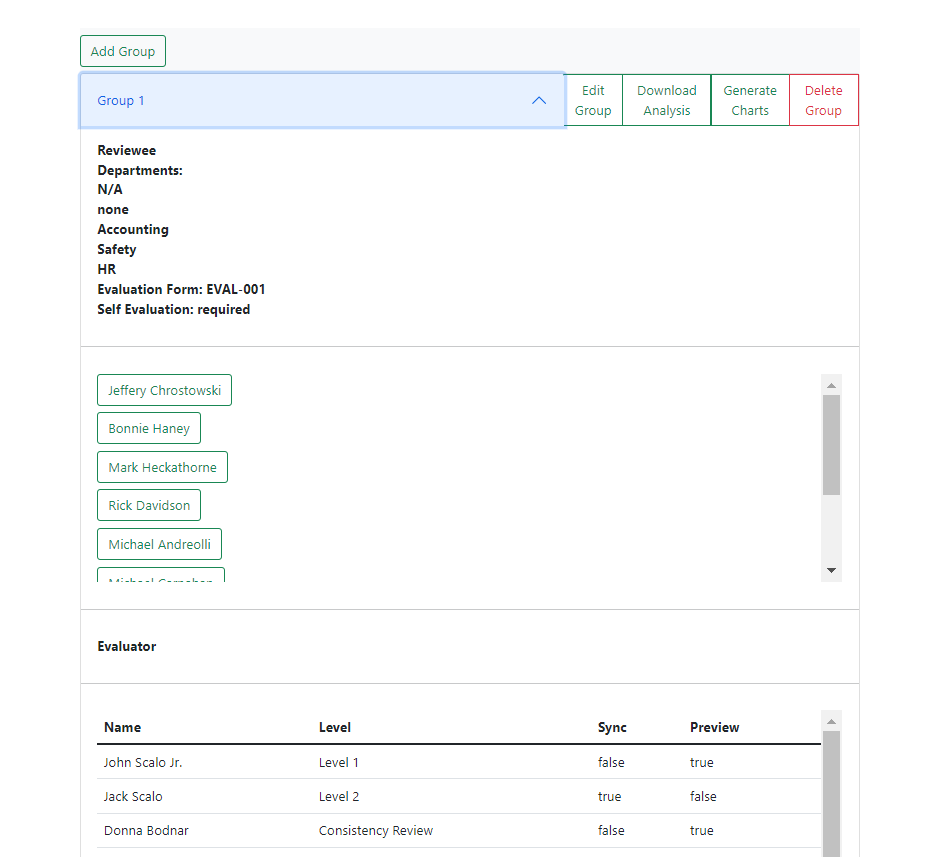 Add Group
Group 1
Edit Group
Download Analysis
Generate Charts
Delete Group
Reviewee
Departments:
N/A
none
Accounting
Safety
HR
Evaluation Form: EVAL-001
Self Evaluation: required
Jeffery Chrostowski
Bonnie Haney
Mark Heckathorne
Rick Davidson
Michael Andreolli
Michael
Evaluator
Name Level Sync Preview
John Scalo Jr. Level 1 false true
Jack Scalo Level 2 true false
Donna Bodnar Consistency Review false true